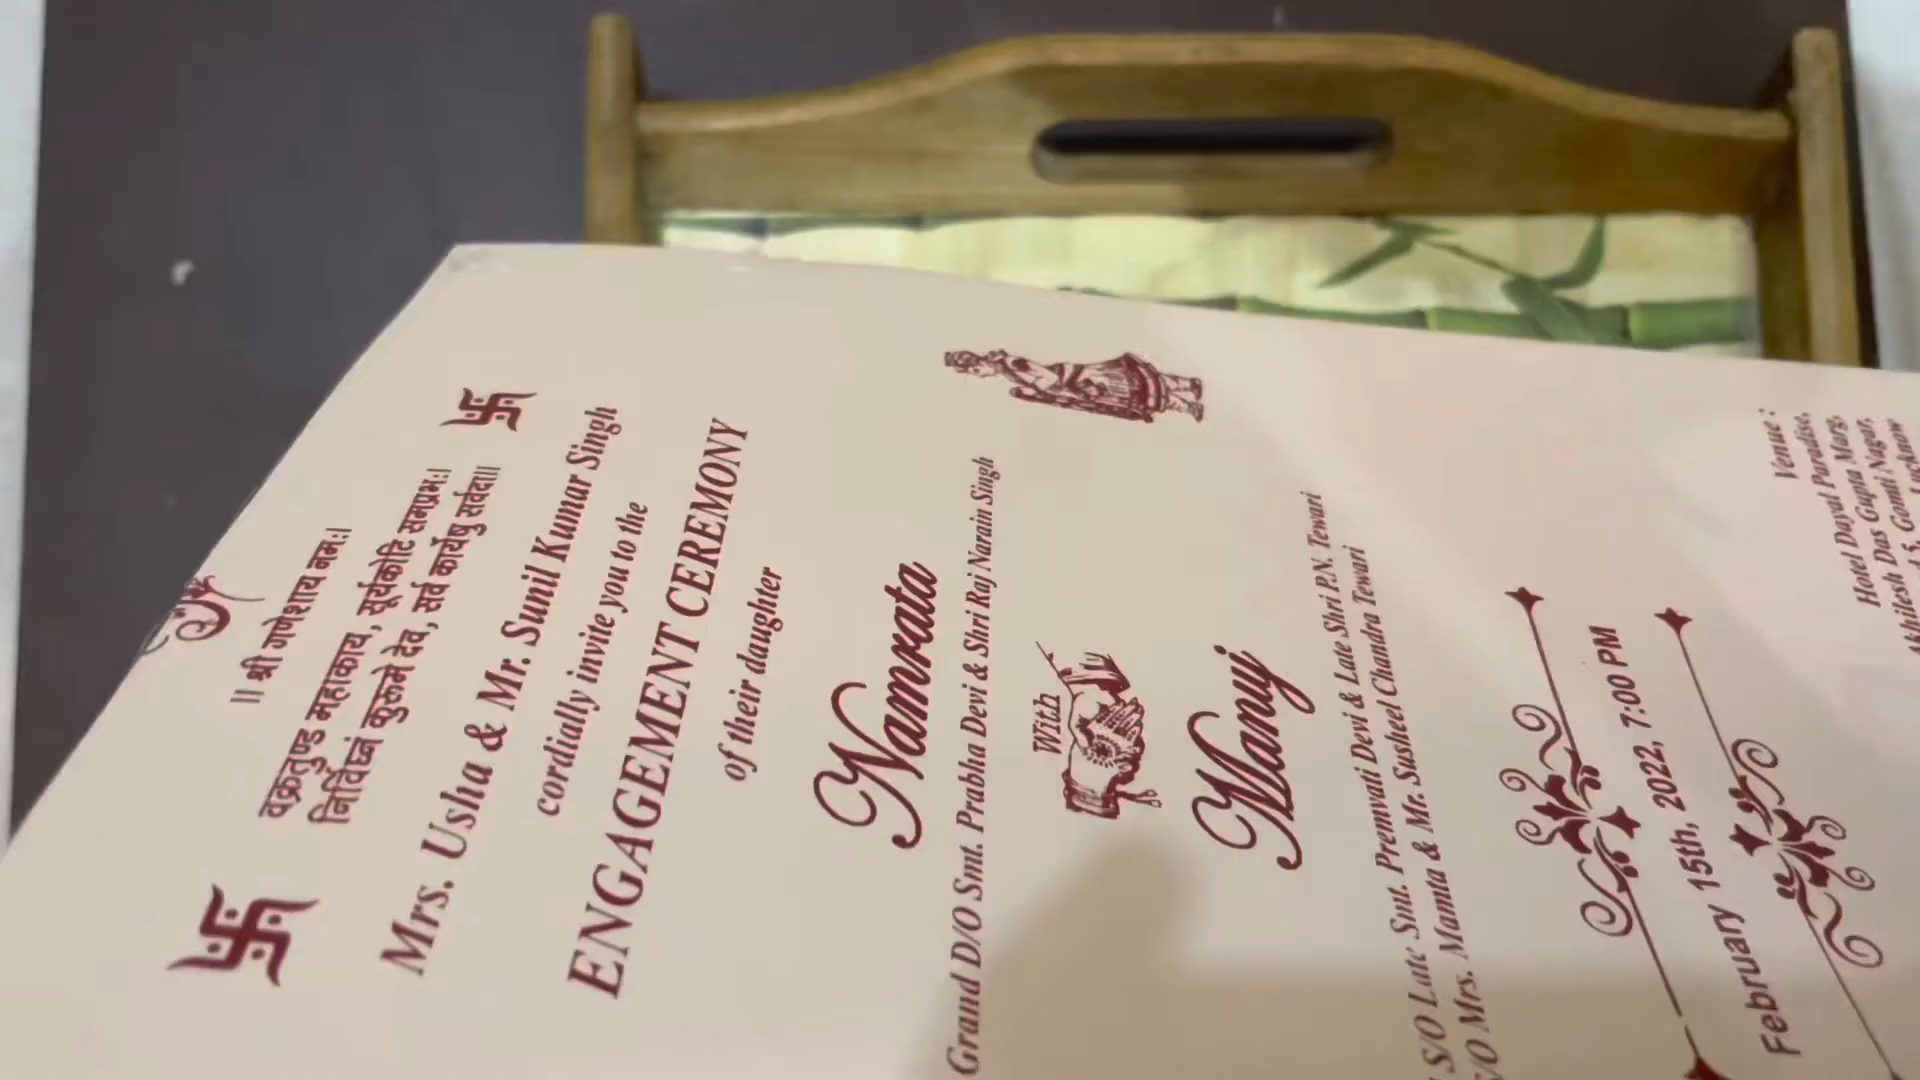 || श्री गणेशाय नमः।
वक्रतुण्ड महाकाय, सूर्यकोटि समप्रभः।
निर्विघ्नं कुरूमे देव, सर्व कार्येषु सर्वदा॥
Mrs. Usha & Mr. Sunil Kumar Singh
cordially invite you to the
ENGAGEMENT CEREMONY
of their daughter
Namrata
Grand D/O Smt. Prabha Devi & Shri Raj Narain Singh
With
Manuj
S/O Late Smt. Premvati Devi & Late Shri P.N. Tewari
S/O Mrs. Mamta & Mr. Susheel Chandra Tewari
February 15th, 2022, 7:00 PM
Venue :
Hotel Dayal Paradise,
Akhilesh Das Gupta Marg,
5, Gomti Nagar,
Lucknow